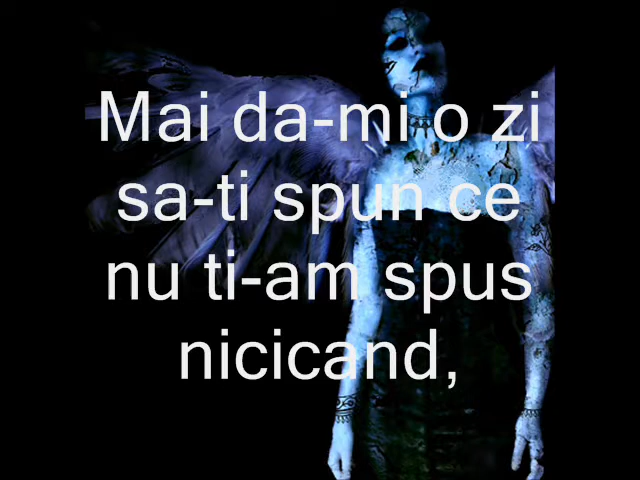 Mai da-mi o zi
sa-ti spun ce
nu ti-am spus
nicicand,